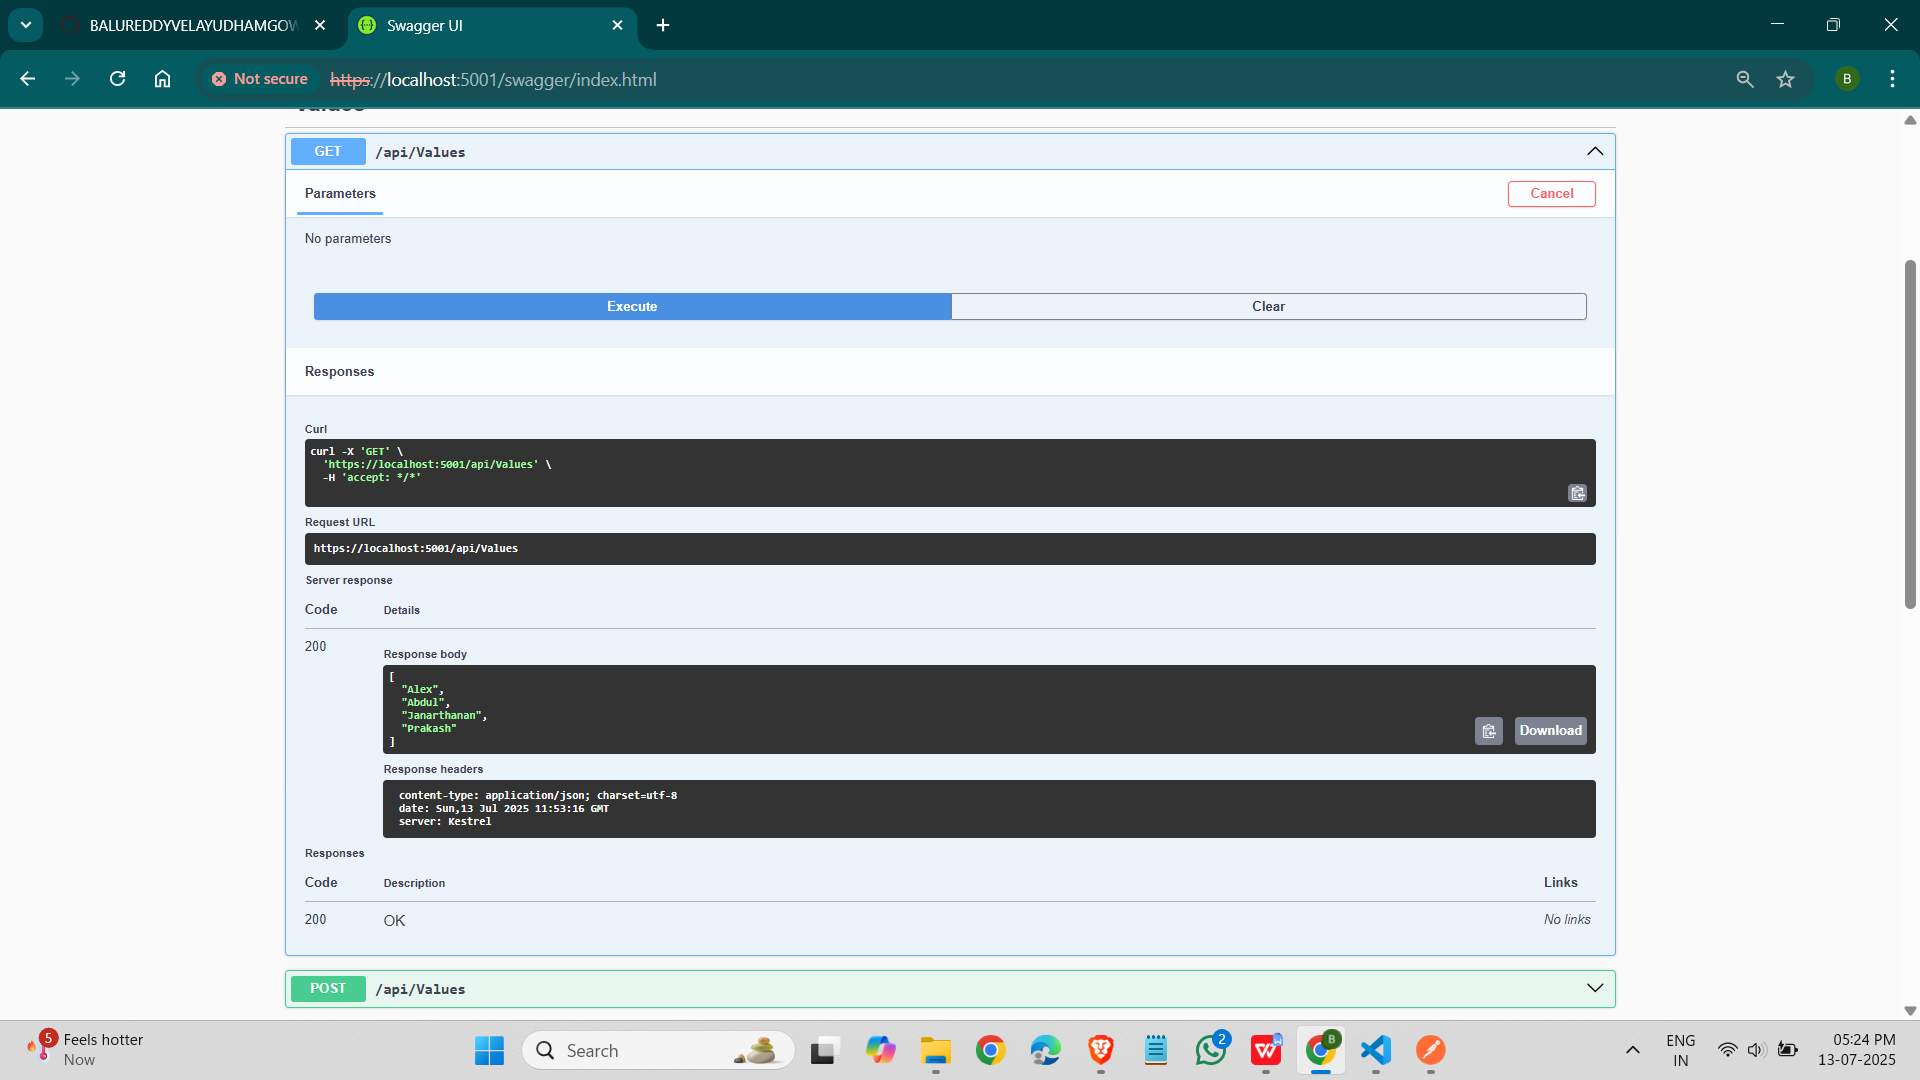 BALUREDDYVELAYUDHAMGOW
Swagger UI
Not secure
https://localhost:5001/swagger/index.html
B
Values
GET /api/Values
Parameters
Cancel
No parameters
Execute
Clear
Responses
Curl
curl -X 'GET' \
'https://localhost:5001/api/Values' \
-H 'accept: */*'
Request URL
https://localhost:5001/api/Values
Server response
Code Details
200
Response body
[
"Alex",
"Abdul",
"Janarthanan",
"Prakash"
]
Download
Response headers
content-type: application/json; charset=utf-8
date: Sun,13 Jul 2025 11:53:16 GMT
server: Kestrel
Responses
Code Description Links
200 OK No links
POST /api/Values
5
Feels hotter
Now
Search
2
W
B
ENG
IN
05:24 PM
13-07-2025